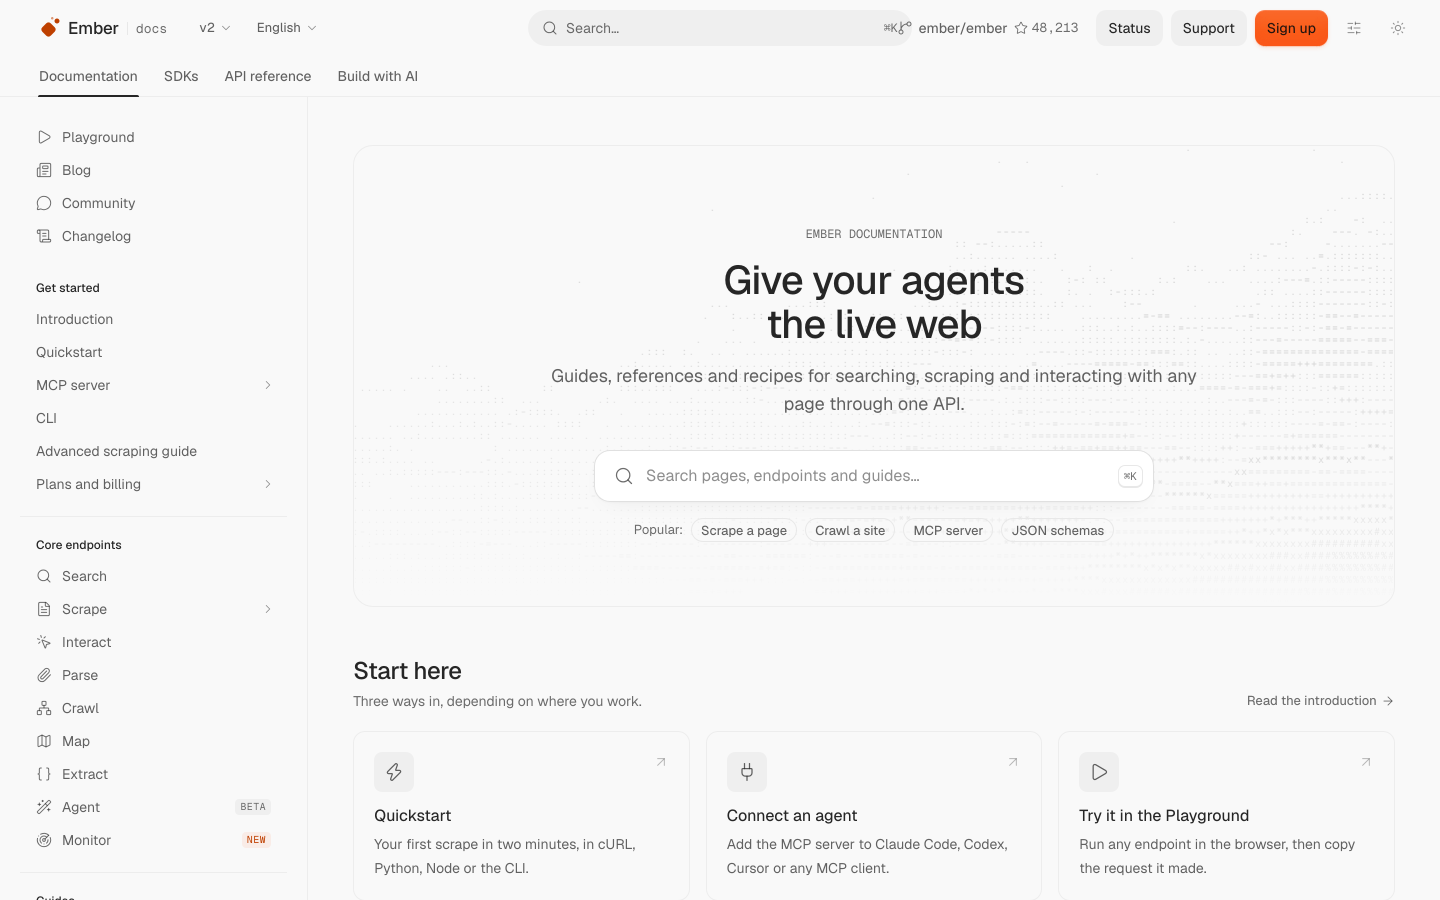 Ember docs v2 English Search... ⌘K ember/ember 48,213 Status Support Sign up
Documentation SDKs API reference Build with AI
Playground
Blog
Community
Changelog
Get started
Introduction
Quickstart
MCP server
CLI
Advanced scraping guide
Plans and billing
Core endpoints
Search
Scrape
Interact
Parse
Crawl
Map
Extract
Agent BETA
Monitor NEW
EMBER DOCUMENTATION
Give your agents
the live web
Guides, references and recipes for searching, scraping and interacting with any
page through one API.
Search pages, endpoints and guides... ⌘K
Popular: Scrape a page Crawl a site MCP server JSON schemas
Start here
Three ways in, depending on where you work.
Read the introduction →
Quickstart
Your first scrape in two minutes, in cURL,
Python, Node or the CLI.
Connect an agent
Add the MCP server to Claude Code, Codex,
Cursor or any MCP client.
Try it in the Playground
Run any endpoint in the browser, then copy
the request it made.